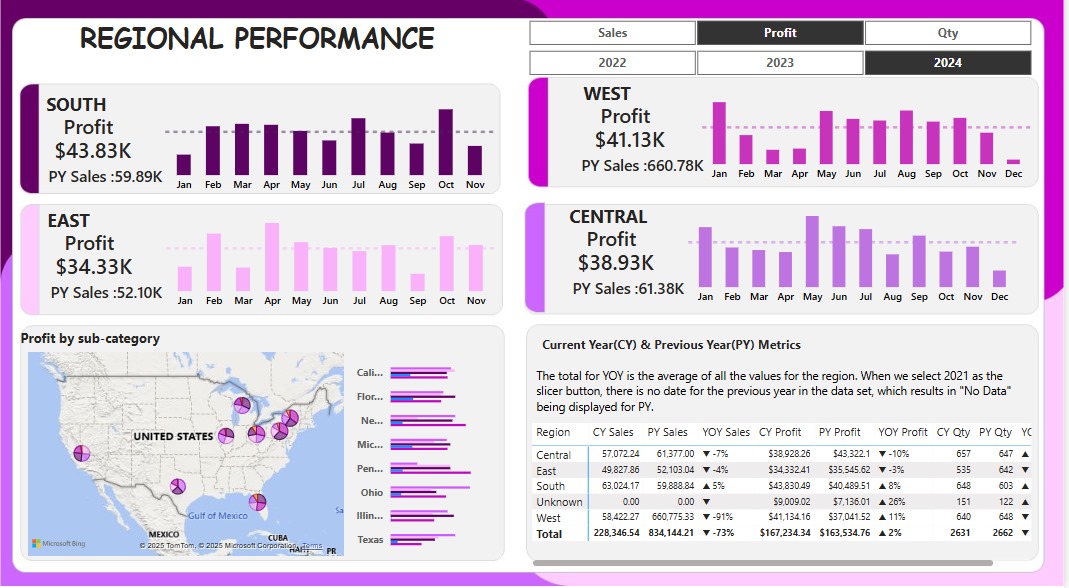 REGIONAL PERFORMANCE
Sales Profit Qty
2022 2023 2024
SOUTH
Profit
$43.83K
PY Sales :59.89K
Jan Feb Mar Apr May Jun Jul Aug Sep Oct Nov
WEST
Profit
$41.13K
PY Sales :660.78K
Jan Feb Mar Apr May Jun Jul Aug Sep Oct Nov Dec
EAST
Profit
$34.33K
PY Sales :52.10K
Jan Feb Mar Apr May Jun Jul Aug Sep Oct Nov
CENTRAL
Profit
$38.93K
PY Sales :61.38K
Jan Feb Mar Apr May Jun Jul Aug Sep Oct Nov Dec
Profit by sub-category
UNITED STATES
Gulf of Mexico
Sa
MEXICO
CUBA
HAITI
PR
Microsoft Bing
© 2025 TomTom, © 2025 Microsoft Corporation, Terms
Cali...
Flor...
Ne...
Mic...
Pen...
Ohio
Illin...
Texas
Current Year(CY) & Previous Year(PY) Metrics
The total for YOY is the average of all the values for the region. When we select 2021 as the
slicer button, there is no date for the previous year in the data set, which results in "No Data"
being displayed for PY.
Region CY Sales PY Sales YOY Sales CY Profit PY Profit YOY Profit CY Qty PY Qty YC
Central 57,072.24 61,377.00 ▼ -7% $38,928.26 $43,322.1 ▼ -10% 657 647 ▲
East 49,827.86 52,103.04 ▼ -4% $34,332.41 $35,545.62 ▼ -3% 535 642 ▼
South 63,024.17 59,888.84 ▲ 5% $43,830.49 $40,489.51 ▲ 8% 648 603 ▲
Unknown 0.00 0.00 ▼ $9,009.02 $7,136.01 ▲ 26% 151 122 ▲
West 58,422.27 660,775.33 ▼ -91% $41,134.16 $37,041.52 ▲ 11% 640 648 ▼
Total 228,346.54 834,144.21 ▼ -73% $167,234.34 $163,534.76 ▲ 2% 2631 2662 ▼